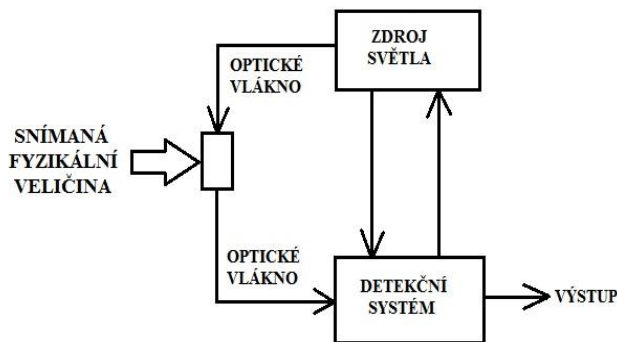 ZDROJ
SVĚTLA
OPTICKÉ
VLÁKNO
SNÍMANÁ
FYZIKÁLNÍ
VELIČINA
OPTICKÉ
VLÁKNO
DETEKČNÍ
SYSTÉM
VÝSTUP